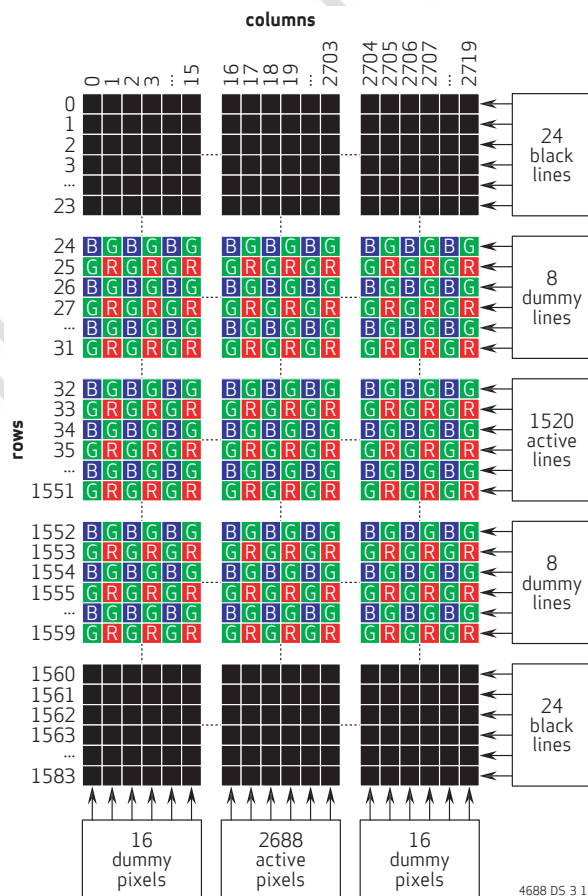 columns
0 1 2 3 ... 15 16 17 18 19 ... 2703 2704 2705 2706 2707 ... 2719
rows
0
1
2
3
...
23
24
black
lines
24 B G B G B G B G B G B G B G B G B G
25 G R G R G R G R G R G R G R G R G R
26 B G B G B G B G B G B G B G B G B G
27 G R G R G R G R G R G R G R G R G R
... B G B G B G B G B G B G B G B G B G
31 G R G R G R G R G R G R G R G R G R
8
dummy
lines
32 B G B G B G B G B G B G B G B G B G
33 G R G R G R G R G R G R G R G R G R
34 B G B G B G B G B G B G B G B G B G
35 G R G R G R G R G R G R G R G R G R
... B G B G B G B G B G B G B G B G B G
1551 G R G R G R G R G R G R G R G R G R
1520
active
lines
1552 B G B G B G B G B G B G B G B G B G
1553 G R G R G R G R G R G R G R G R G R
1554 B G B G B G B G B G B G B G B G B G
1555 G R G R G R G R G R G R G R G R G R
... B G B G B G B G B G B G B G B G B G
1559 G R G R G R G R G R G R G R G R G R
8
dummy
lines
1560
1561
1562
1563
...
1583
24
black
lines
16
dummy
pixels
2688
active
pixels
16
dummy
pixels
4688 DS 3 1